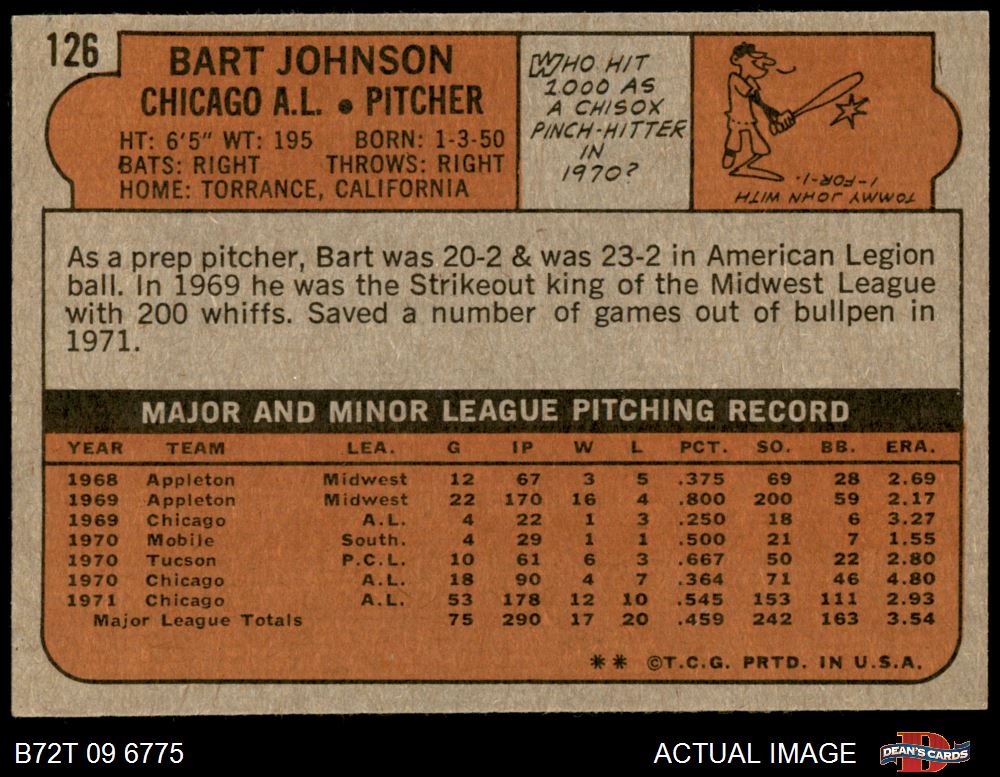 126
BART JOHNSON
CHICAGO A.L. • PITCHER
HT: 6'5" WT: 195 BORN: 1-3-50
BATS: RIGHT THROWS: RIGHT
HOME: TORRANCE, CALIFORNIA
WHO HIT
1.000 AS
A CHISOX
PINCH-HITTER
IN
1970?
TOMMY JOHN WITH
1-FOR-1.
As a prep pitcher, Bart was 20-2 & was 23-2 in American Legion
ball. In 1969 he was the Strikeout king of the Midwest League
with 200 whiffs. Saved a number of games out of bullpen in
1971.
MAJOR AND MINOR LEAGUE PITCHING RECORD
YEAR TEAM LEA. G IP W L PCT. SO. BB. ERA.
1968 Appleton Midwest 12 67 3 5 .375 69 28 2.69
1969 Appleton Midwest 22 170 16 4 .800 200 59 2.17
1969 Chicago A.L. 4 22 1 3 .250 18 6 3.27
1970 Mobile South. 4 29 1 1 .500 21 7 1.55
1970 Tucson P.C.L. 10 61 6 3 .667 50 22 2.80
1970 Chicago A.L. 18 90 4 7 .364 71 46 4.80
1971 Chicago A.L. 53 178 12 10 .545 153 111 2.93
Major League Totals 75 290 17 20 .459 242 163 3.54
** ©T.C.G. PRTD. IN U.S.A.
B72T 09 6775
ACTUAL IMAGE
DEAN'S CARDS